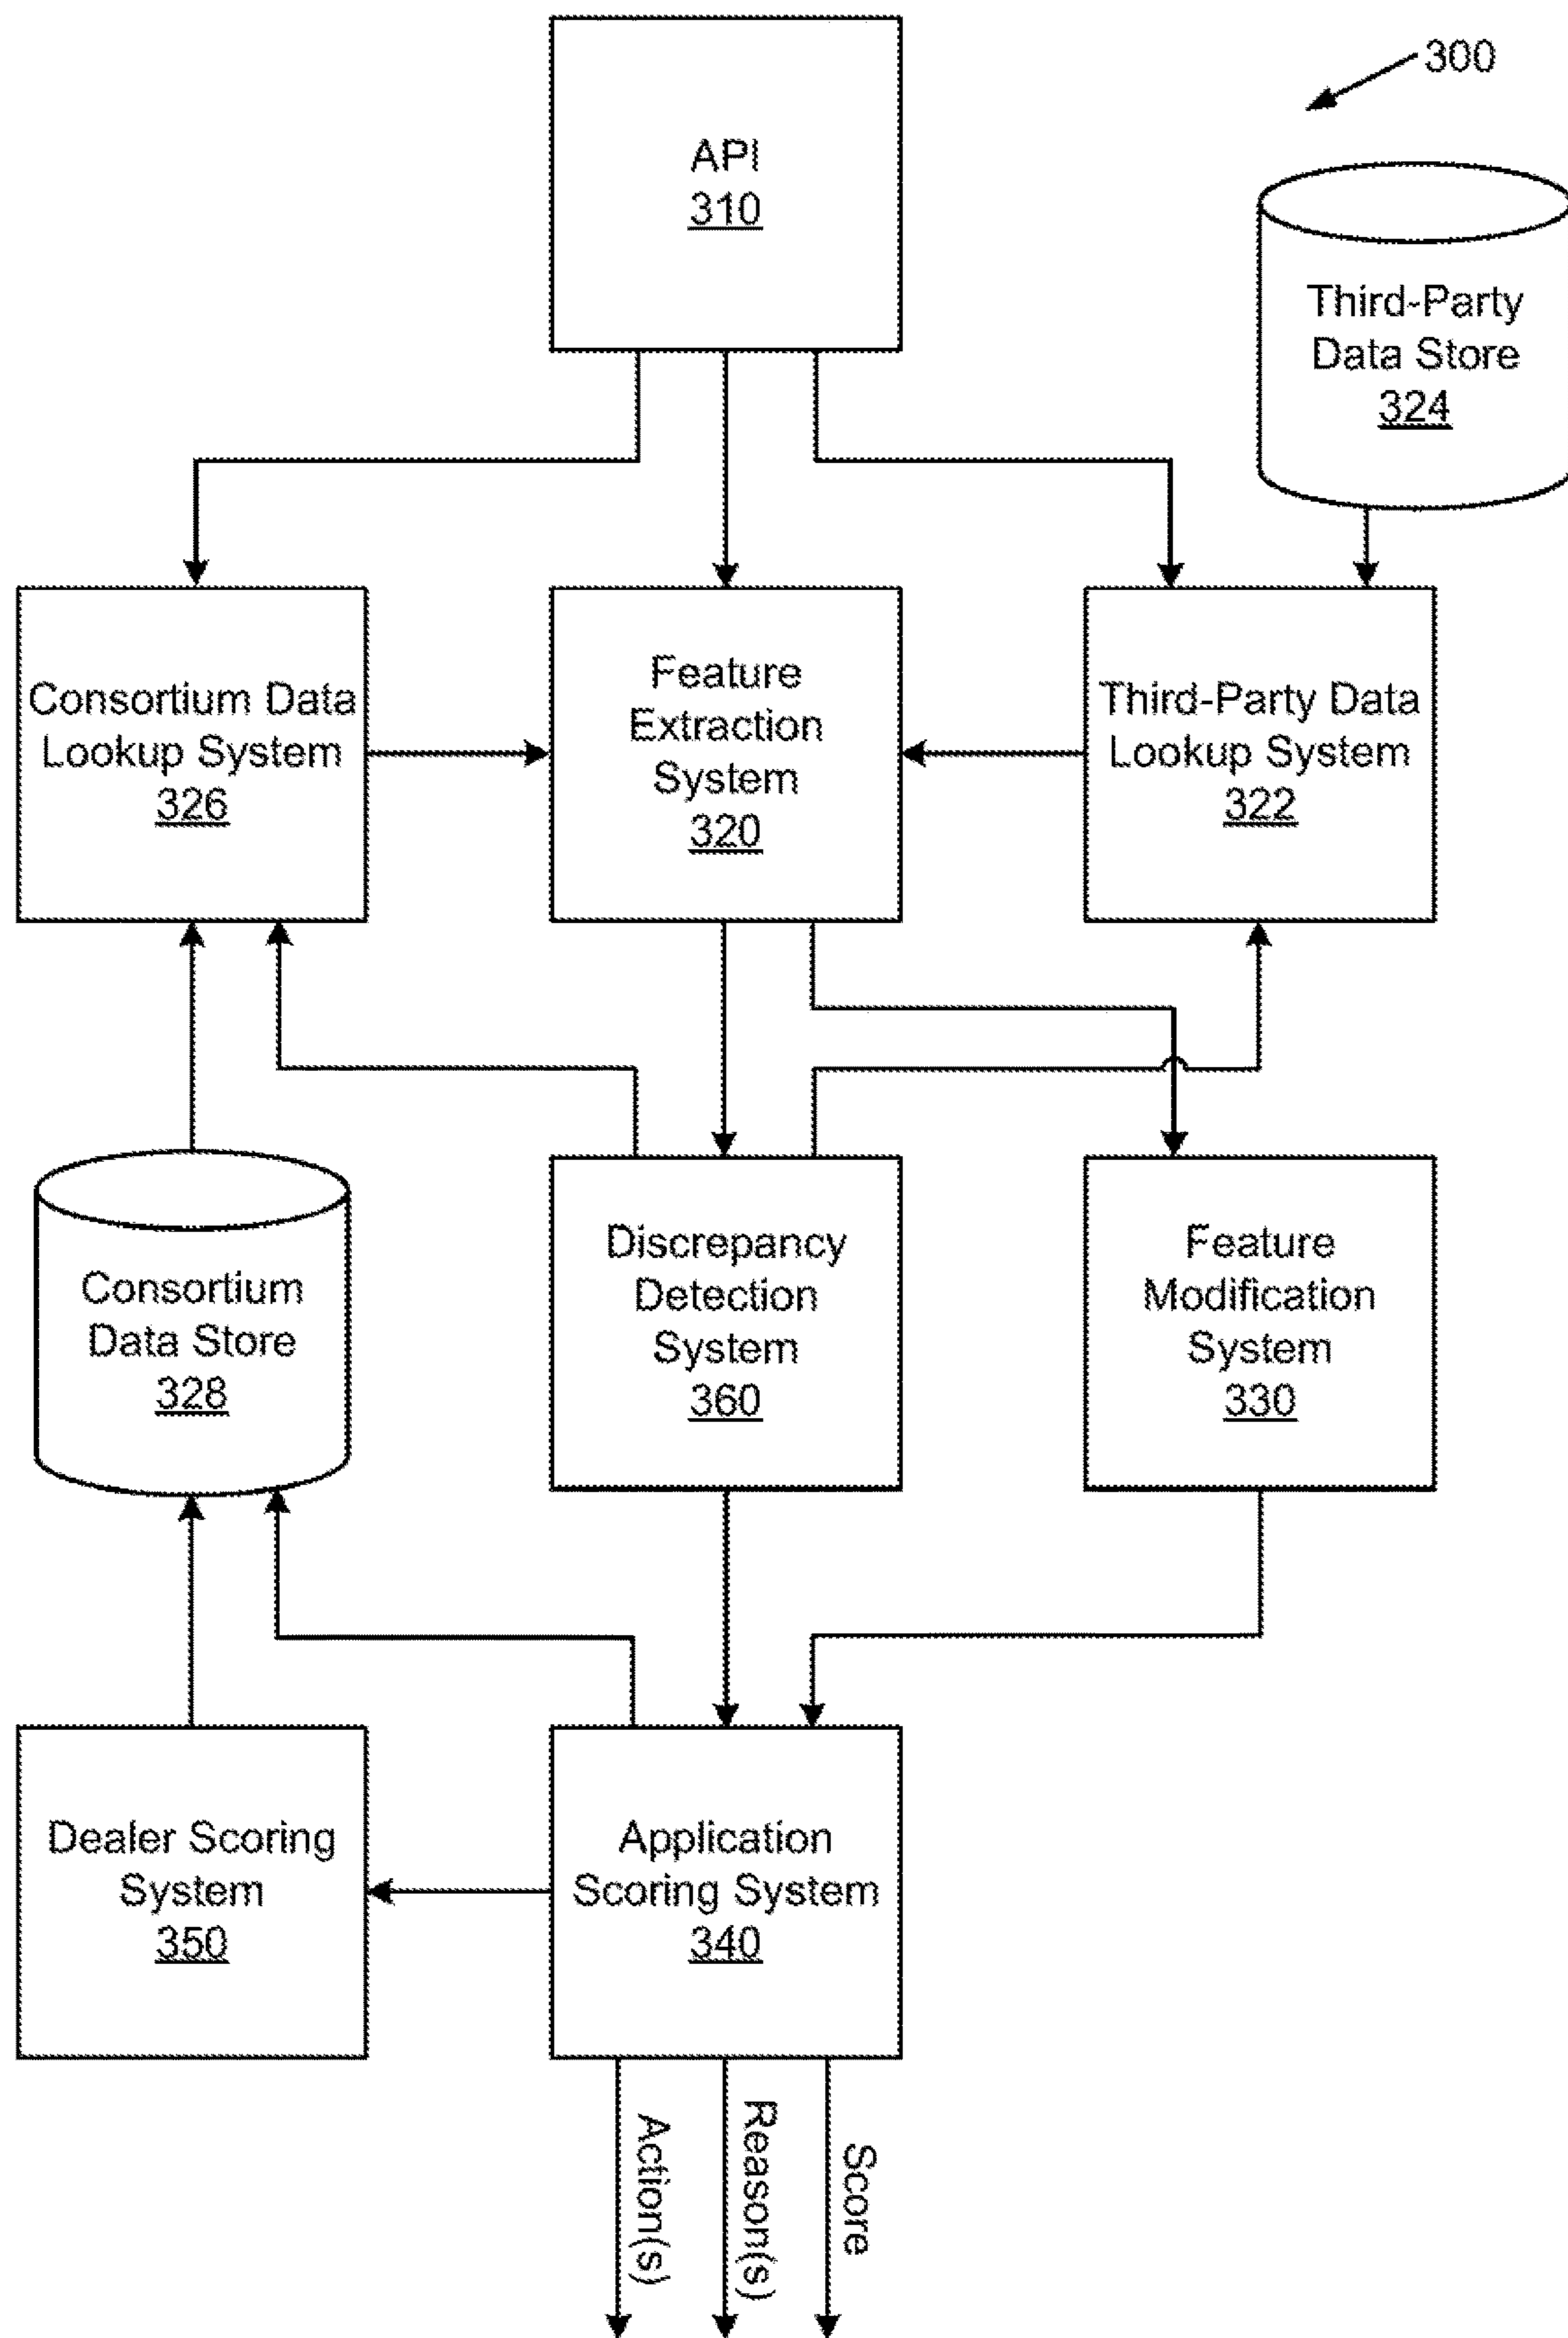 300
API
310
Third-Party
Data Store
324
Consortium Data
Lookup System
326
Feature
Extraction
System
320
Third-Party Data
Lookup System
322
Consortium
Data Store
328
Discrepancy
Detection
System
360
Feature
Modification
System
330
Dealer Scoring
System
350
Application
Scoring System
340
Action(s)
Reason(s)
Score